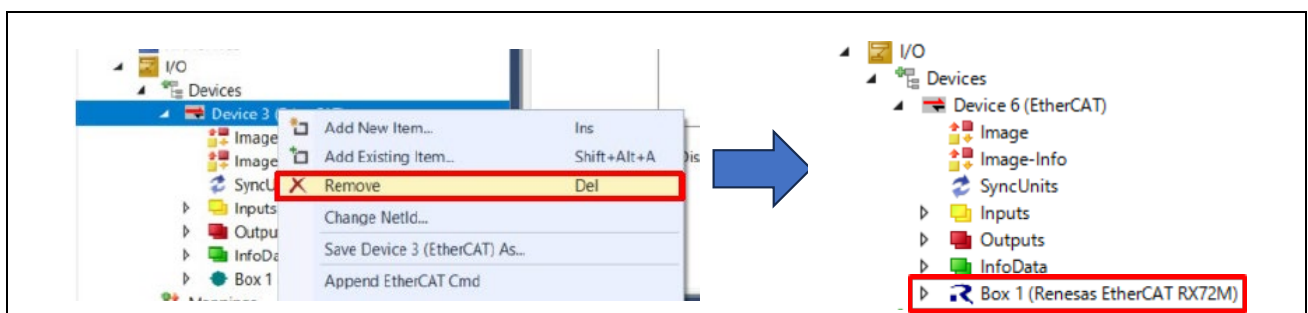 I/O
Devices
Device 3 (
Image
Image
SyncU
Inputs
Outpu
InfoDa
Box 1
Add New Item... Ins
Add Existing Item... Shift+Alt+A
Remove Del
Change NetId...
Save Device 3 (EtherCAT) As...
Append EtherCAT Cmd
Dis
I/O
Devices
Device 6 (EtherCAT)
Image
Image-Info
SyncUnits
Inputs
Outputs
InfoData
Box 1 (Renesas EtherCAT RX72M)